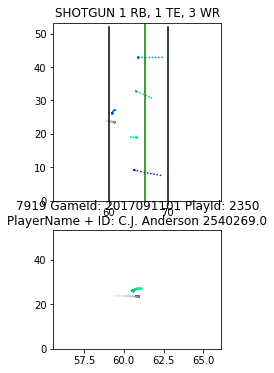 SHOTGUN 1 RB, 1 TE, 3 WR
50
40
30
20
10
0
60 70
7919 GameId: 2017091101 PlayId: 2350
PlayerName + ID: C.J. Anderson 2540269.0
40
20
0
57.5 60.0 62.5 65.0